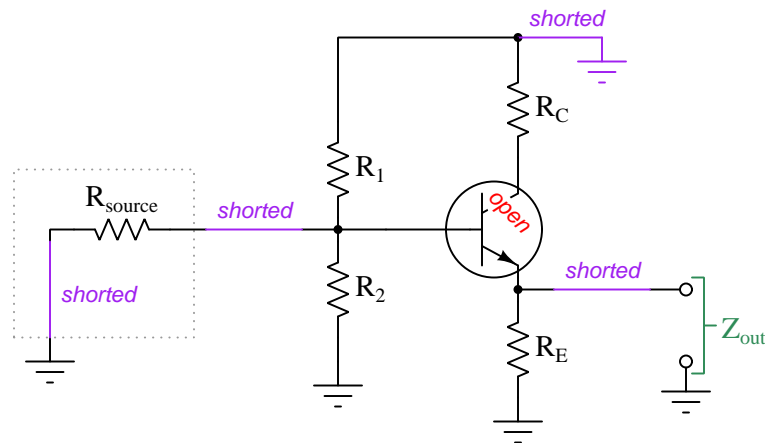 shorted
R_C
R_1
R_source
shorted
open
shorted
shorted
R_2
Z_out
R_E